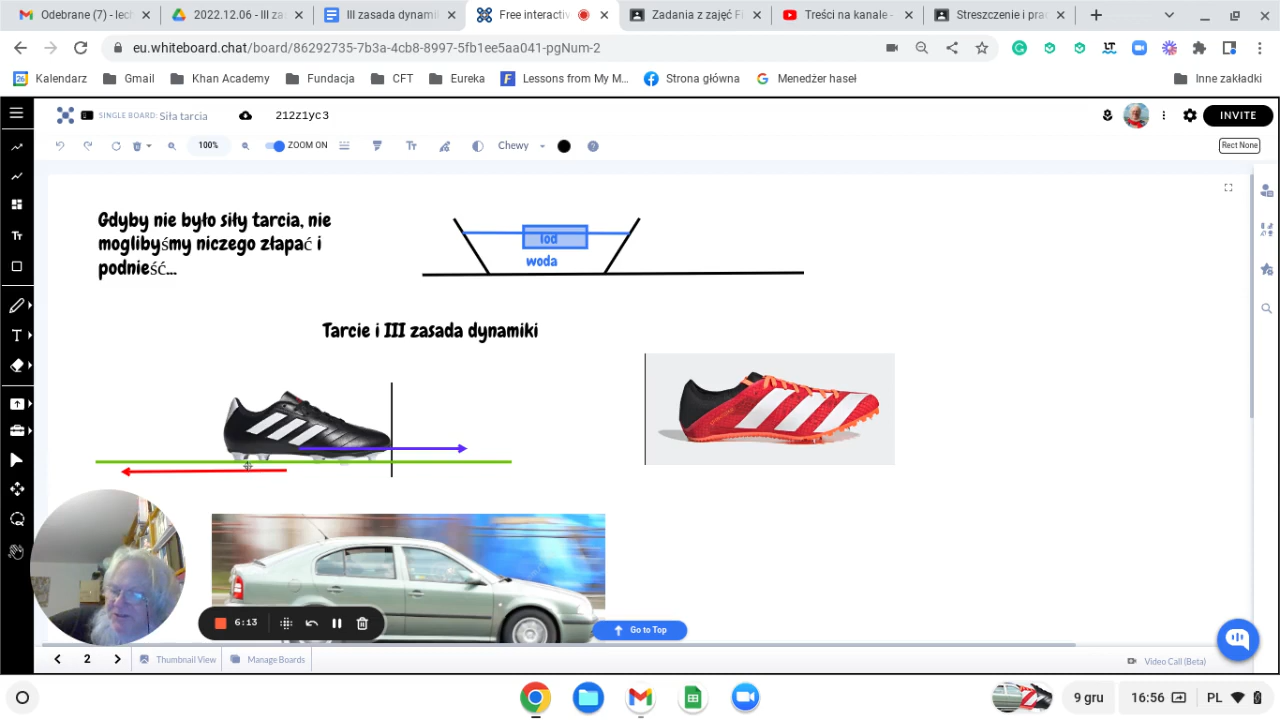 Odebrane (7) - lech
2022.12.06 - III za
III zasada dynami
Free interactiv
Zadania z zajęć F
Treści na kanale -
Streszczenie i pra
eu.whiteboard.chat/board/86292735-7b3a-4cb8-8997-5fb1ee5aa041-pgNum-2
26 Kalendarz
Gmail
Khan Academy
Fundacja
CFT
Eureka
Lessons from My M...
Strona główna
Menedżer haseł
Inne zakładki
SINGLE BOARD: Siła tarcia
212z1yc3
INVITE
100%
ZOOM ON
Tт
Chewy
Rect None
Gdyby nie było siły tarcia, nie
moglibyśmy niczego złapać i
podnieść...
lod
woda
Tarcie i III zasada dynamiki
6:13
Go to Top
2
Thumbnail View
Manage Boards
Video Call (Beta)
9 gru
16:56
PL